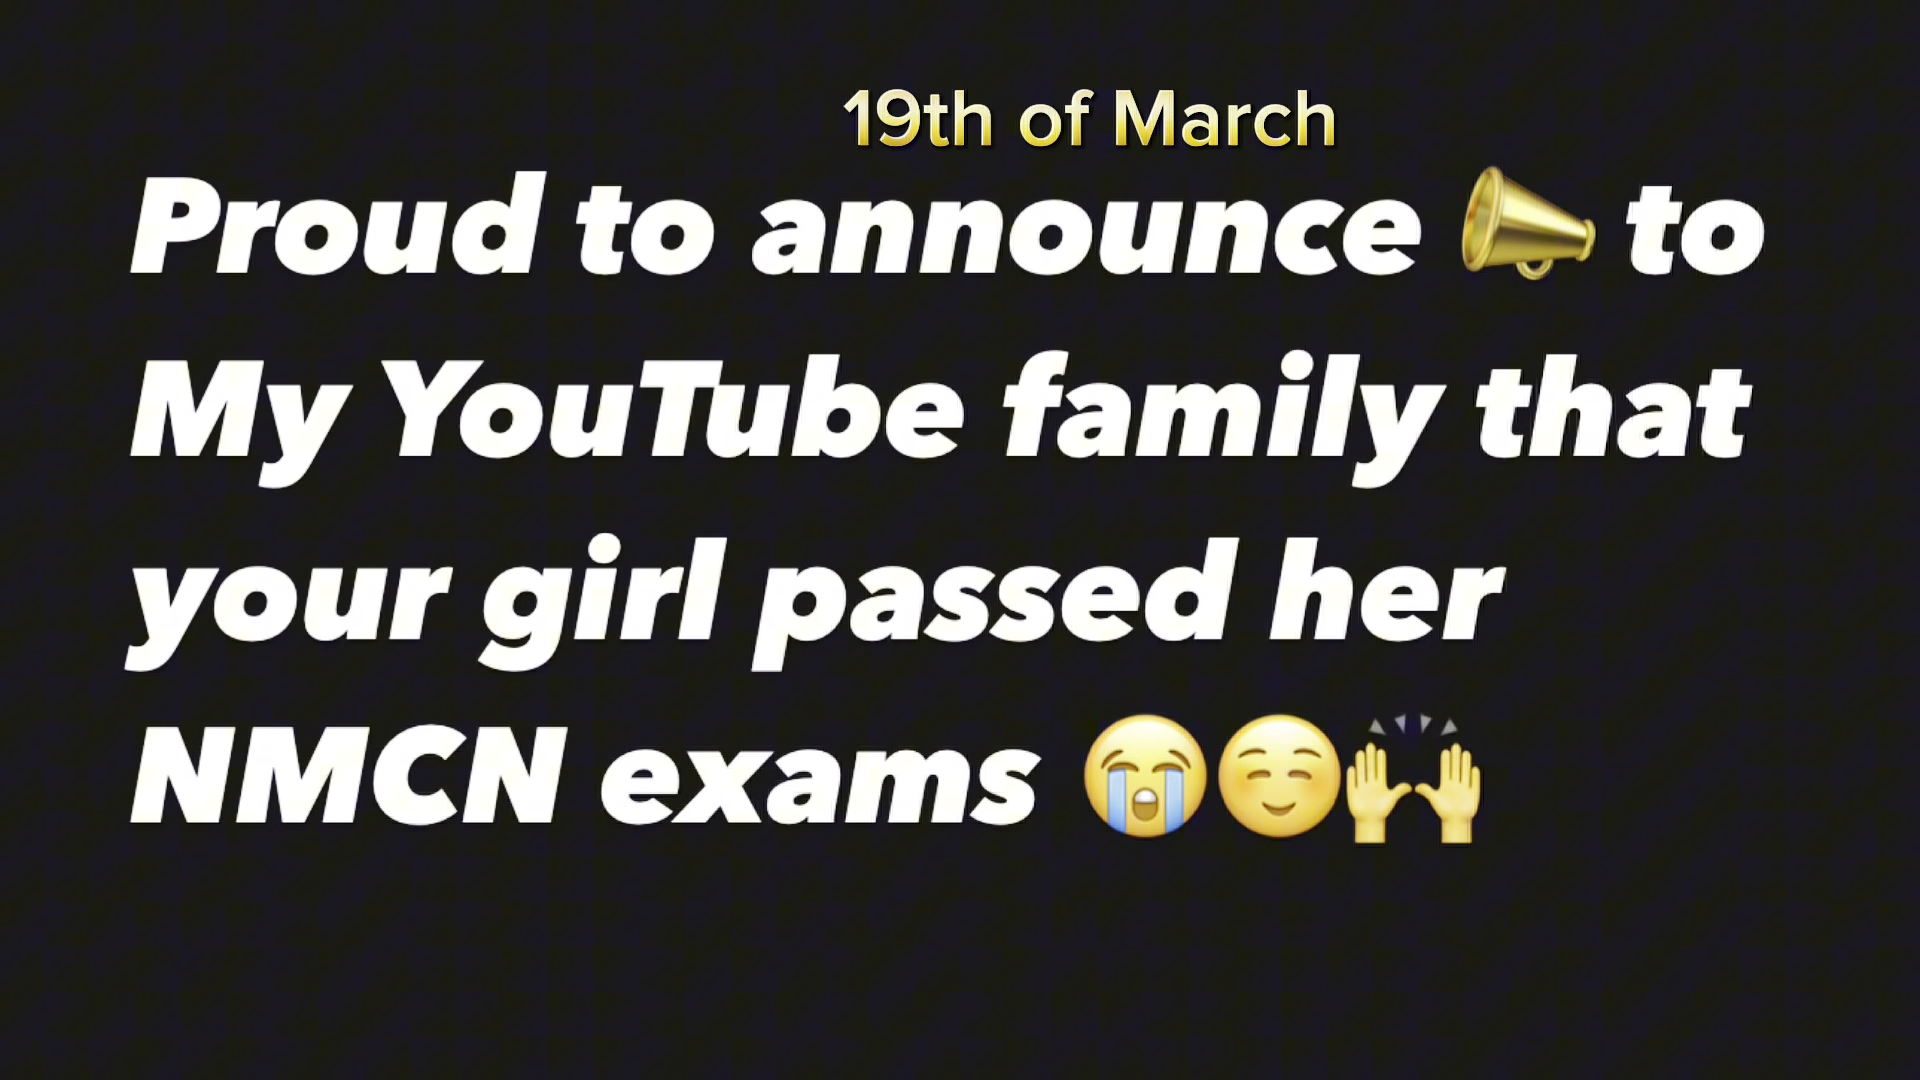 19th of March
Proud to announce 📣 to
My YouTube family that
your girl passed her
NMCN exams 😭☺️🙌